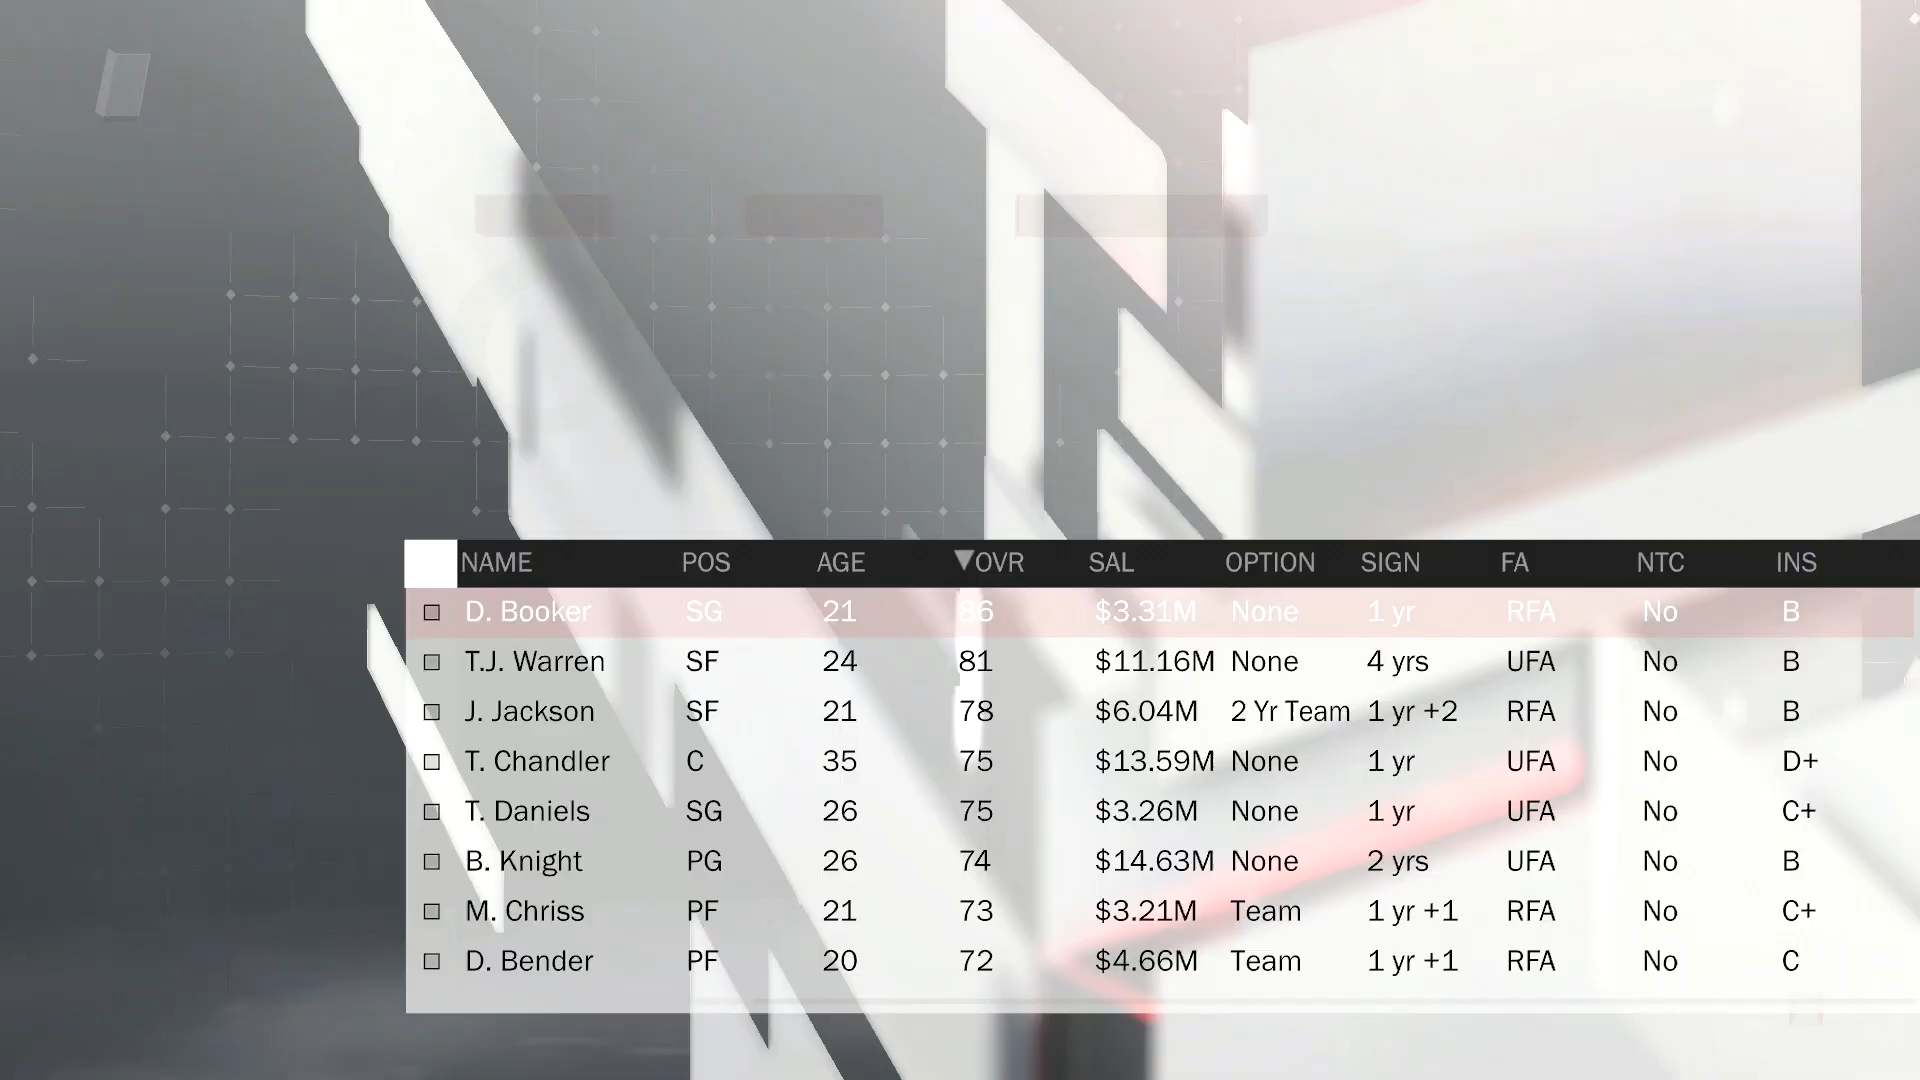 NAME POS AGE ▼OVR SAL OPTION SIGN FA NTC INS
D. Booker SG 21 86 $3.31M None 1 yr RFA No B
T.J. Warren SF 24 81 $11.16M None 4 yrs UFA No B
J. Jackson SF 21 78 $6.04M 2 Yr Team 1 yr +2 RFA No B
T. Chandler C 35 75 $13.59M None 1 yr UFA No D+
T. Daniels SG 26 75 $3.26M None 1 yr UFA No C+
B. Knight PG 26 74 $14.63M None 2 yrs UFA No B
M. Chriss PF 21 73 $3.21M Team 1 yr +1 RFA No C+
D. Bender PF 20 72 $4.66M Team 1 yr +1 RFA No C